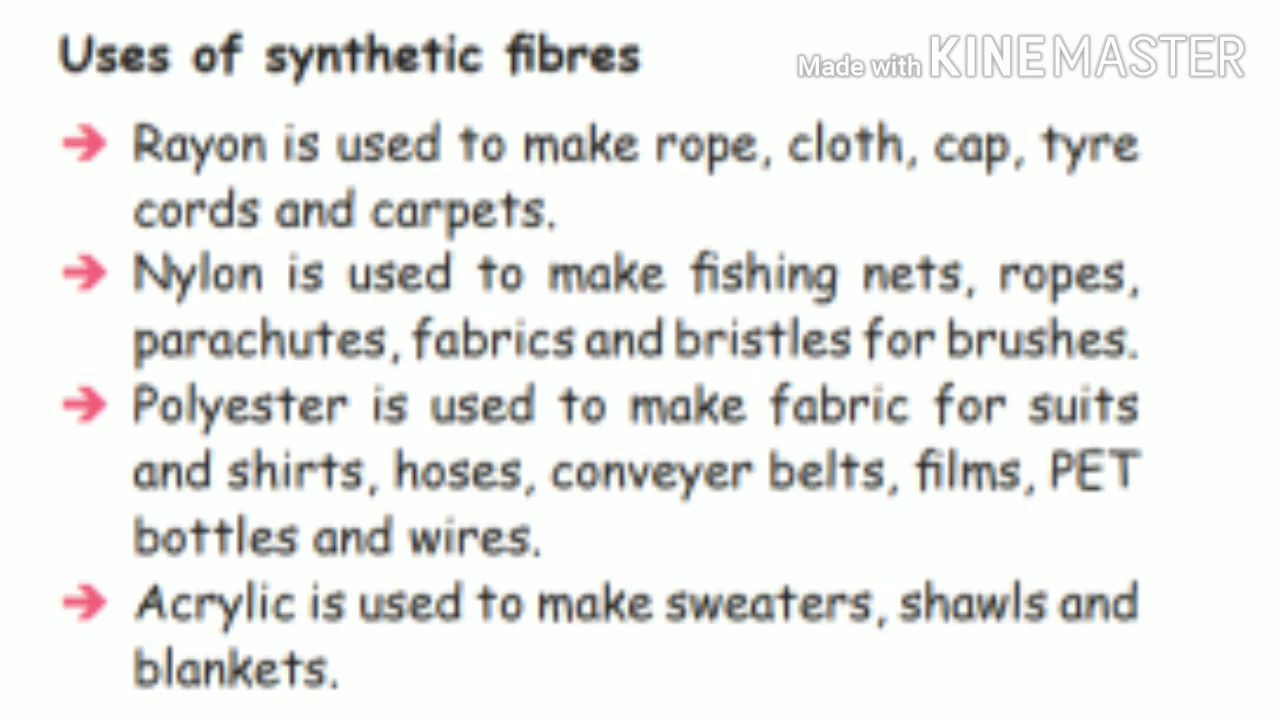 Uses of synthetic fibres
Made with KINEMASTER
→ Rayon is used to make rope, cloth, cap, tyre
cords and carpets.
→ Nylon is used to make fishing nets, ropes,
parachutes, fabrics and bristles for brushes.
→ Polyester is used to make fabric for suits
and shirts, hoses, conveyer belts, films, PET
bottles and wires.
→ Acrylic is used to make sweaters, shawls and
blankets.